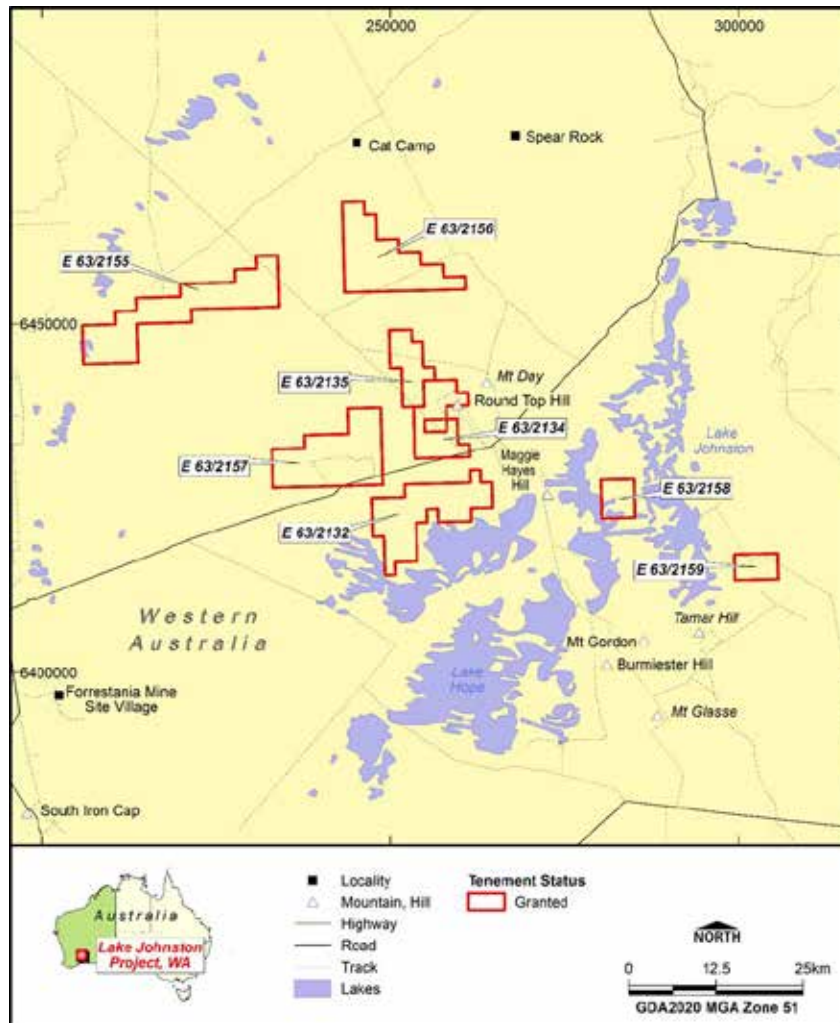 250000
300000
Cat Camp
Spear Rock
E 63/2156
E 63/2155
6450000
E 63/2135
Mt Day
Round Top Hill
E 63/2134
Lake
Johnston
Maggie
Hayes
Hill
E 63/2157
E 63/2158
E 63/2132
E 63/2159
Western
Australia
Tamar Hill
Mt Gordon
Burmiester Hill
6400000
Lake
Hope
Forrestania Mine
Site Village
Mt Glasse
South Iron Cap
Australia
Lake Johnston
Project, WA
Locality
Mountain, Hill
Highway
Road
Track
Lakes
Tenement Status
Granted
NORTH
0 12.5 25km
GDA2020 MGA Zone 51